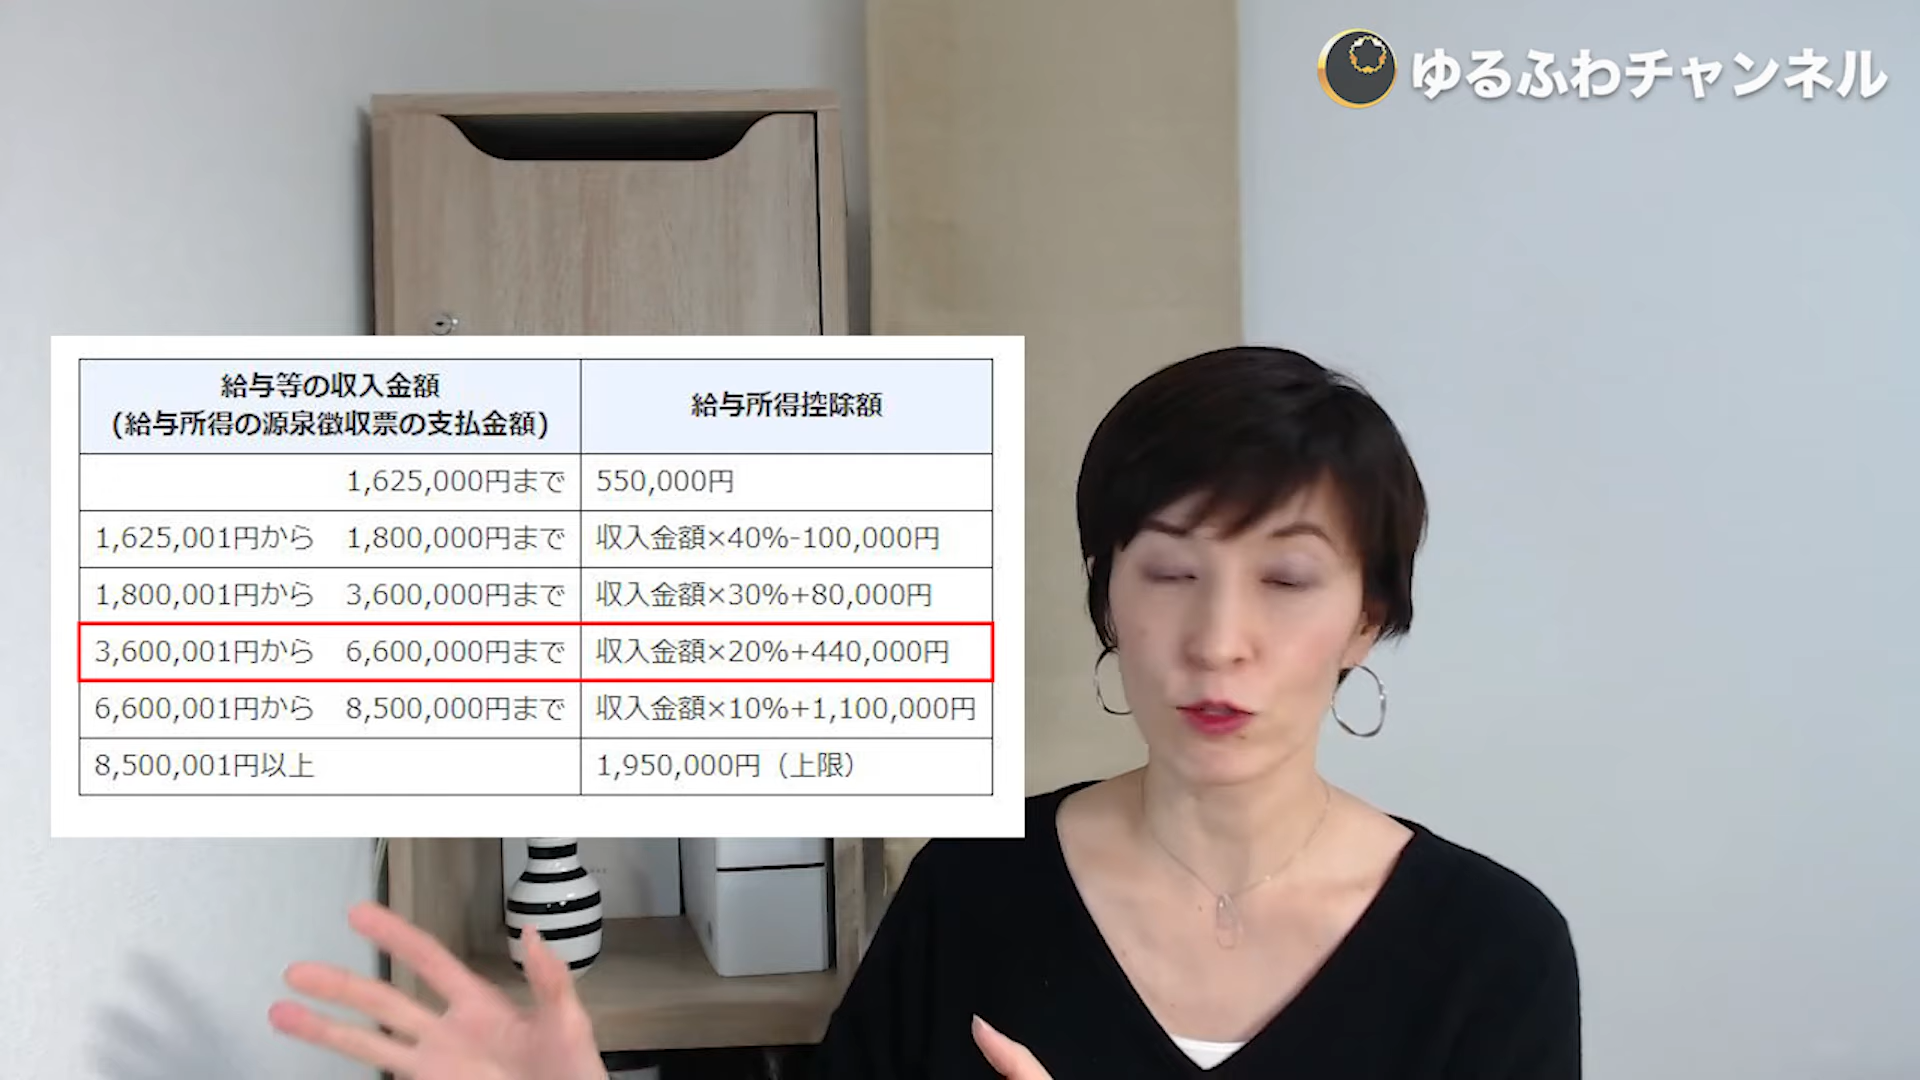 ゆるふわチャンネル
給与等の収入金額
(給与所得の源泉徴収票の支払金額)
給与所得控除額
1,625,000円まで 550,000円
1,625,001円から 1,800,000円まで 収入金額×40%-100,000円
1,800,001円から 3,600,000円まで 収入金額×30%+80,000円
3,600,001円から 6,600,000円まで 収入金額×20%+440,000円
6,600,001円から 8,500,000円まで 収入金額×10%+1,100,000円
8,500,001円以上 1,950,000円（上限）